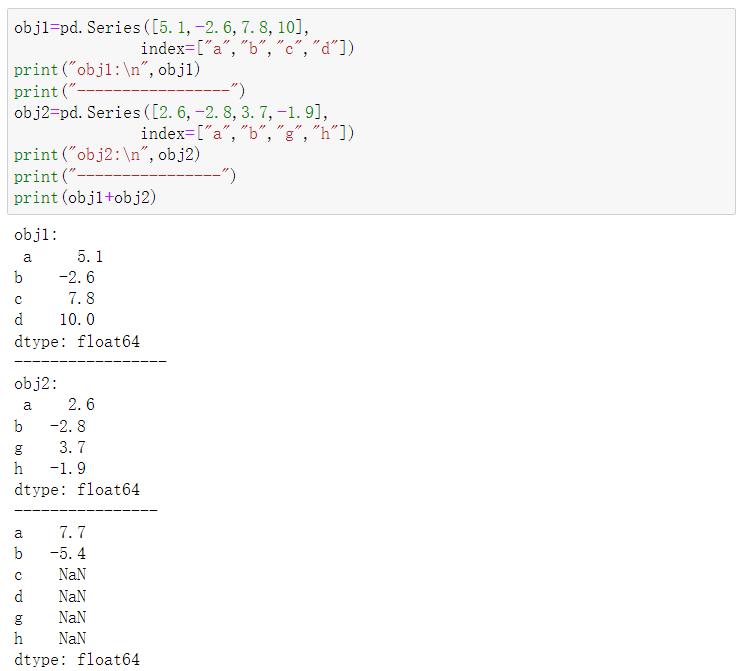 obj1=pd.Series([5.1,-2.6,7.8,10],
               index=["a","b","c","d"])
print("obj1:\n",obj1)
print("-----------------")
obj2=pd.Series([2.6,-2.8,3.7,-1.9],
               index=["a","b","g","h"])
print("obj2:\n",obj2)
print("----------------")
print(obj1+obj2)
obj1:
 a     5.1
b    -2.6
c     7.8
d    10.0
dtype: float64
-----------------
obj2:
 a    2.6
b   -2.8
g    3.7
h   -1.9
dtype: float64
----------------
a    7.7
b   -5.4
c    NaN
d    NaN
g    NaN
h    NaN
dtype: float64